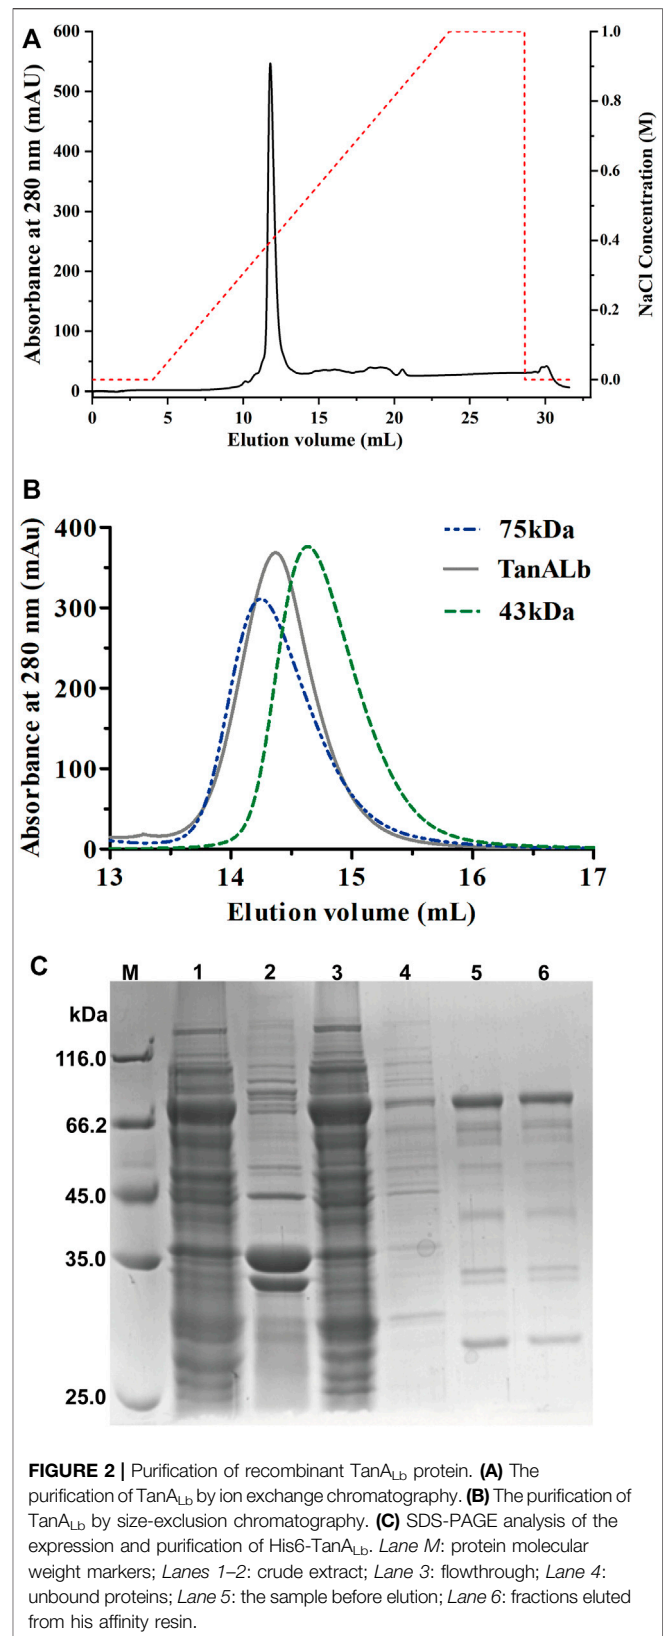 A
600
500
400
300
200
100
0
Absorbance at 280 nm (mAU)
1.0
0.8
0.6
0.4
0.2
0.0
NaCl Concentration (M)
0 5 10 15 20 25 30
Elution volume (mL)
B
400
300
200
100
0
Absorbance at 280 nm (mAu)
75kDa
TanALb
43kDa
13 14 15 16 17
Elution volume (mL)
C
M 1 2 3 4 5 6
kDa
116.0
66.2
45.0
35.0
25.0
FIGURE 2 | Purification of recombinant TanALb protein. (A) The
purification of TanALb by ion exchange chromatography. (B) The purification of
TanALb by size-exclusion chromatography. (C) SDS-PAGE analysis of the
expression and purification of His6-TanALb. Lane M: protein molecular
weight markers; Lanes 1–2: crude extract; Lane 3: flowthrough; Lane 4:
unbound proteins; Lane 5: the sample before elution; Lane 6: fractions eluted
from his affinity resin.